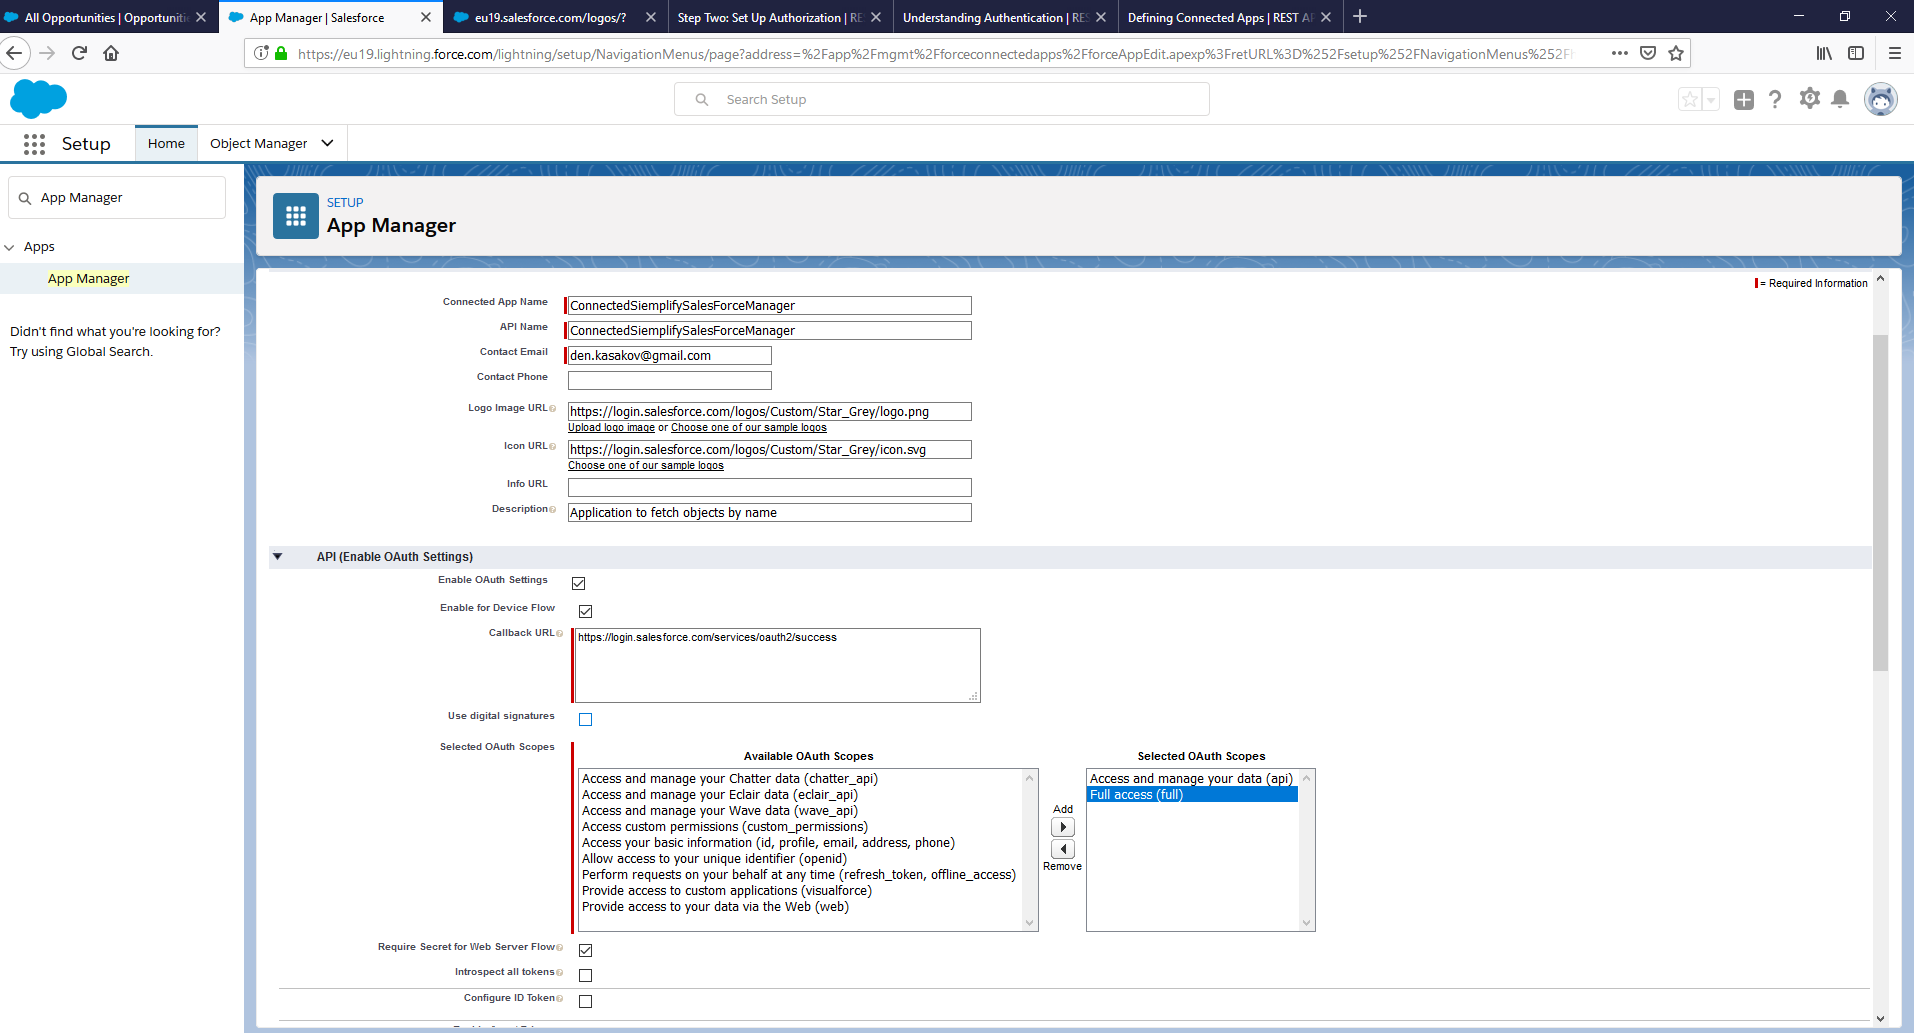 All Opportunities | Opportuniti
App Manager | Salesforce
eu19.salesforce.com/logos/?
Step Two: Set Up Authorization | RE
Understanding Authentication | RES
Defining Connected Apps | REST AP
https://eu19.lightning.force.com/lightning/setup/NavigationMenus/page?address=%2Fapp%2Fmgmt%2Fforceconnectedapps%2FforceAppEdit.apexp%3FretURL%3D%252Fsetup%252FNavigationMenus%252F
Search Setup
Setup
Home
Object Manager
App Manager
Apps
App Manager
Didn't find what you're looking for?
Try using Global Search.
SETUP
App Manager
= Required Information
Connected App Name ConnectedSiemplifySalesForceManager
API Name ConnectedSiemplifySalesForceManager
Contact Email den.kasakov@gmail.com
Contact Phone
Logo Image URL https://login.salesforce.com/logos/Custom/Star_Grey/logo.png
Upload logo image or Choose one of our sample logos
Icon URL https://login.salesforce.com/logos/Custom/Star_Grey/icon.svg
Choose one of our sample logos
Info URL
Description Application to fetch objects by name
API (Enable OAuth Settings)
Enable OAuth Settings
Enable for Device Flow
Callback URL https://login.salesforce.com/services/oauth2/success
Use digital signatures
Selected OAuth Scopes
Available OAuth Scopes
Access and manage your Chatter data (chatter_api)
Access and manage your Eclair data (eclair_api)
Access and manage your Wave data (wave_api)
Access custom permissions (custom_permissions)
Access your basic information (id, profile, email, address, phone)
Allow access to your unique identifier (openid)
Perform requests on your behalf at any time (refresh_token, offline_access)
Provide access to custom applications (visualforce)
Provide access to your data via the Web (web)
Add
Remove
Selected OAuth Scopes
Access and manage your data (api)
Full access (full)
Require Secret for Web Server Flow
Introspect all tokens
Configure ID Token